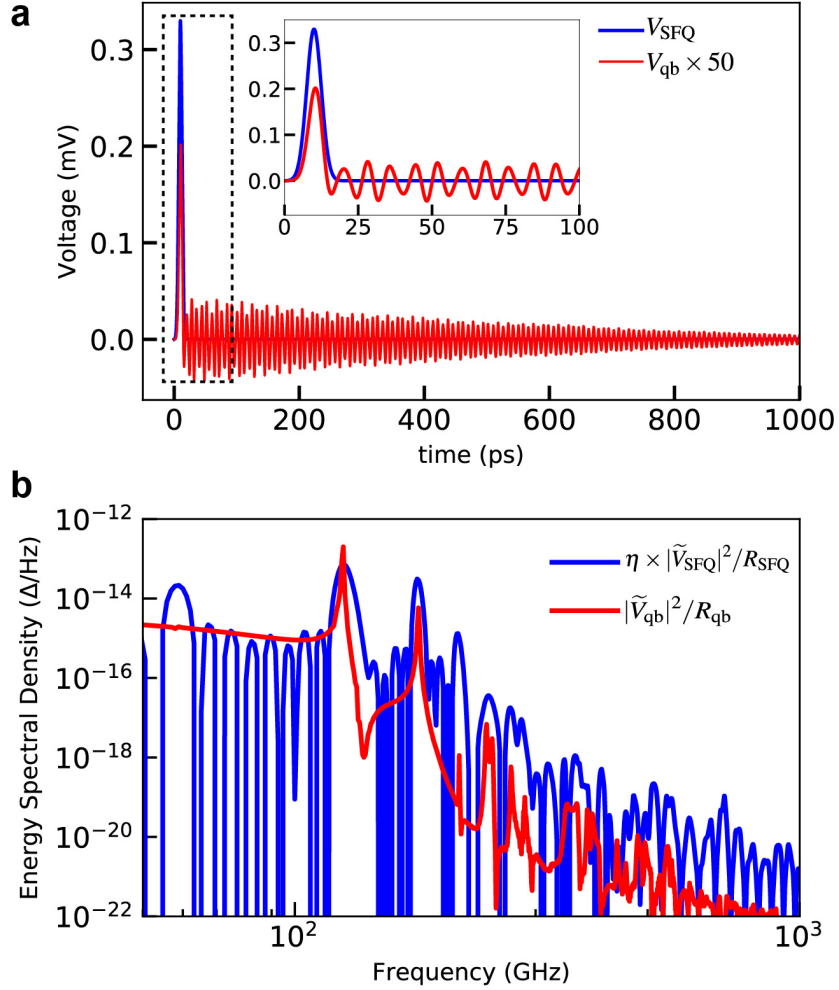 a
0.3
0.2
0.1
0.0
Voltage (mV)
0.3
0.2
0.1
0.0
0
25
50
75
100
V_SFQ
V_qb × 50
0
200
400
600
800
1000
time (ps)
b
10^−12
10^−14
10^−16
10^−18
10^−20
10^−22
Energy Spectral Density (Δ/Hz)
η × |Ṽ_SFQ|^2/R_SFQ
|Ṽ_qb|^2/R_qb
10^2
10^3
Frequency (GHz)